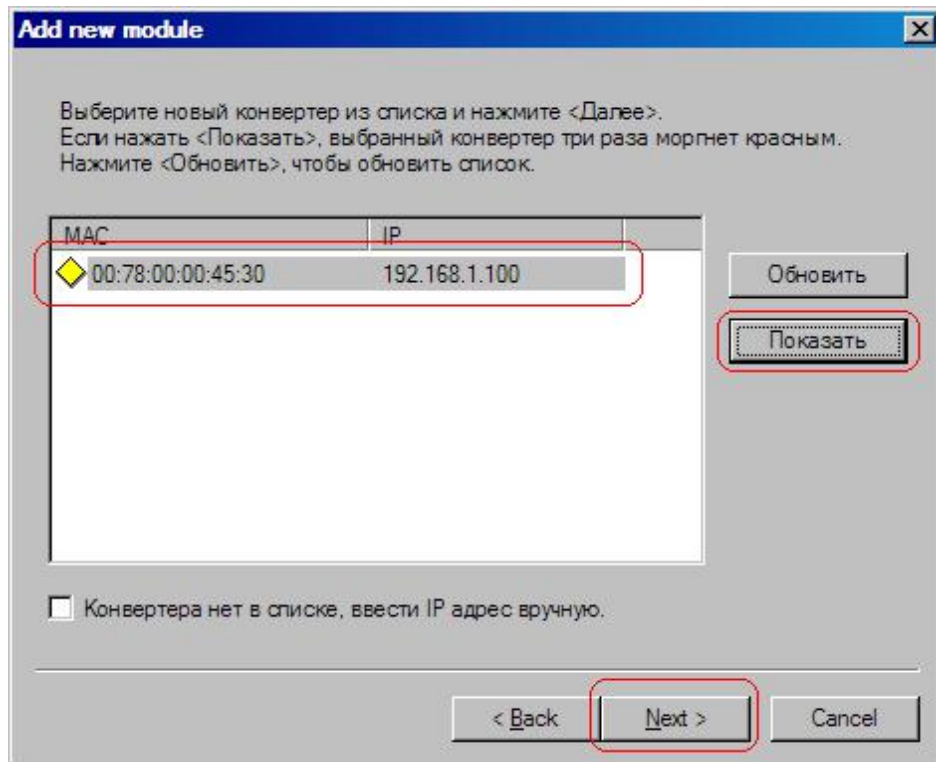 Add new module
Выберите новый конвертер из списка и нажмите <Далее>.
Если нажать <Показать>, выбранный конвертер три раза моргнет красным.
Нажмите <Обновить>, чтобы обновить список.
MAC IP
00:78:00:00:45:30 192.168.1.100
Обновить
Показать
Конвертера нет в списке, ввести IP адрес вручную.
< Back Next > Cancel